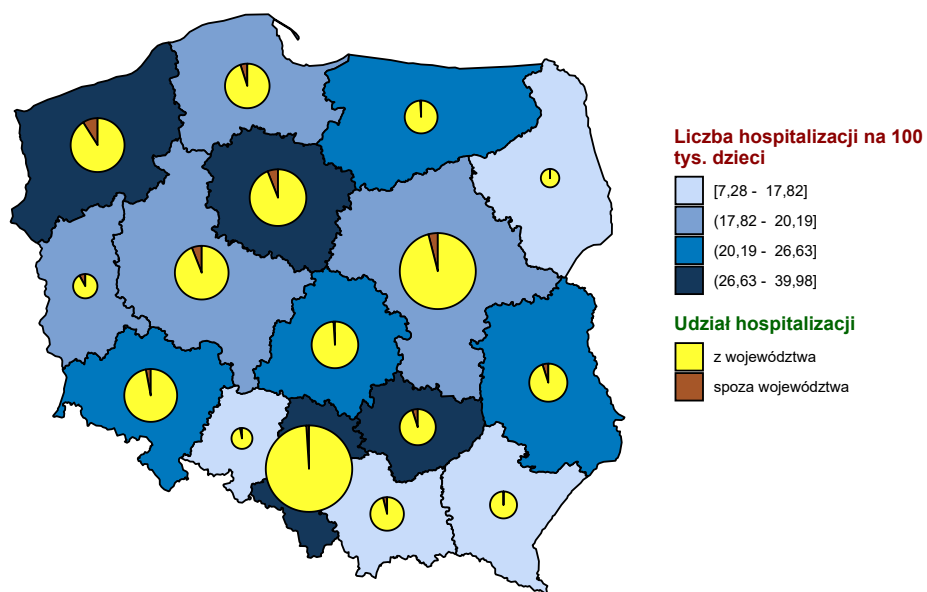 Liczba hospitalizacji na 100
tys. dzieci
[7,28 - 17,82]
(17,82 - 20,19]
(20,19 - 26,63]
(26,63 - 39,98]
Udział hospitalizacji
z województwa
spoza województwa